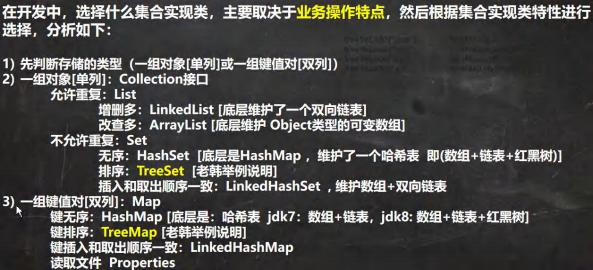 在开发中，选择什么集合实现类，主要取决于业务操作特点，然后根据集合实现类特性进行
选择，分析如下：
1) 先判断存储的类型（一组对象[单列]或一组键值对[双列]）
2) 一组对象[单列]：Collection接口
允许重复：List
增删多：LinkedList [底层维护了一个双向链表]
改查多：ArrayList [底层维护 Object类型的可变数组]
不允许重复：Set
无序：HashSet [底层是HashMap ，维护了一个哈希表 即(数组+链表+红黑树)]
排序：TreeSet [老韩举例说明]
插入和取出顺序一致：LinkedHashSet ，维护数组+双向链表
3) 一组键值对[双列]：Map
键无序：HashMap [底层是：哈希表 jdk7：数组+链表，jdk8: 数组+链表+红黑树]
键排序：TreeMap [老韩举例说明]
键插入和取出顺序一致：LinkedHashMap
读取文件 Properties